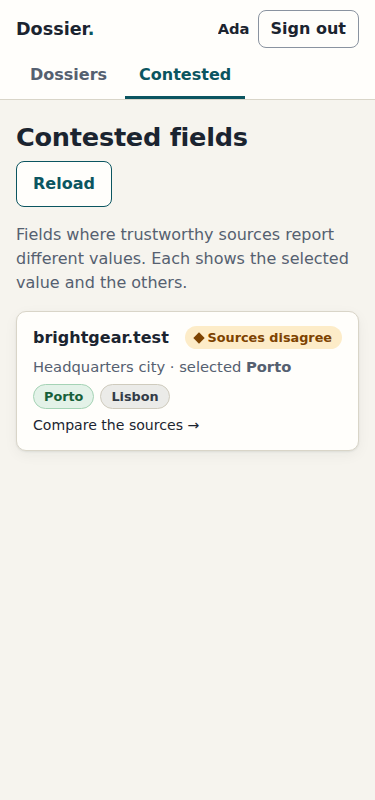 Dossier.
Ada
Sign out
Dossiers
Contested
Contested fields
Reload
Fields where trustworthy sources report
different values. Each shows the selected
value and the others.
brightgear.test
◆ Sources disagree
Headquarters city · selected Porto
Porto
Lisbon
Compare the sources →